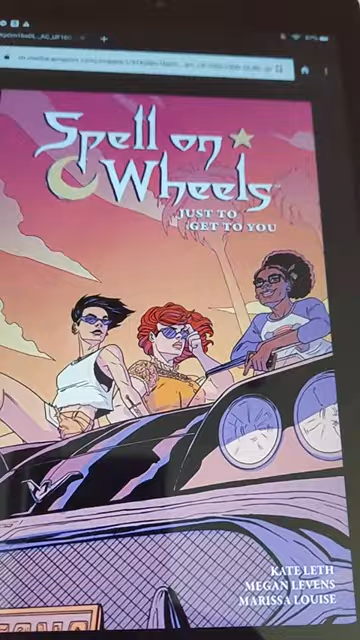 Spell on
Wheels
JUST TO
GET TO YOU
KATE LETH
MEGAN LEVENS
MARISSA LOUISE